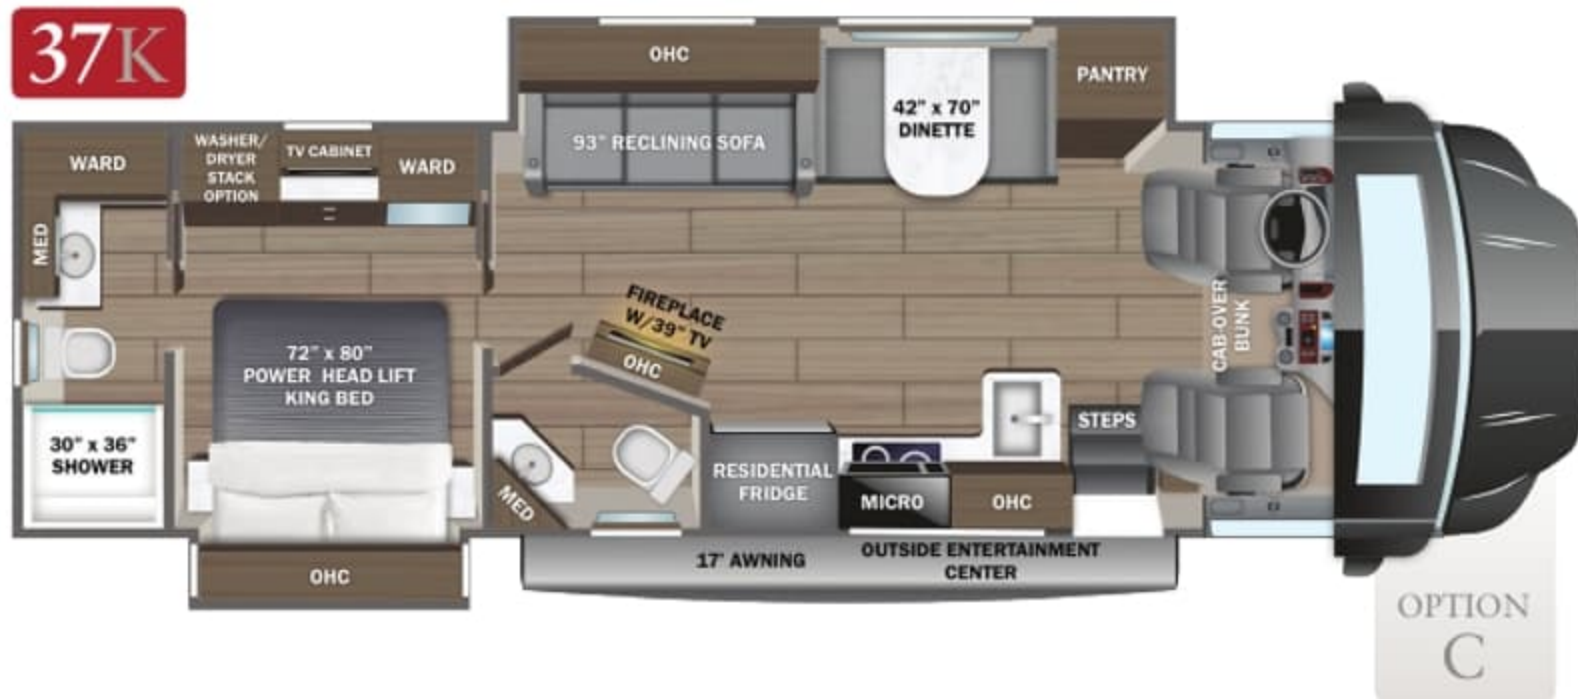 37K
OHC
42" x 70"
DINETTE
PANTRY
93" RECLINING SOFA
WARD
WASHER/
DRYER
STACK
OPTION
TV CABINET
WARD
MED
FIREPLACE
W/39" TV
OHC
CAB-OVER
BUNK
72" x 80"
POWER HEAD LIFT
KING BED
30" x 36"
SHOWER
STEPS
RESIDENTIAL
FRIDGE
MICRO
OHC
MED
17' AWNING
OUTSIDE ENTERTAINMENT
CENTER
OHC
OPTION
C